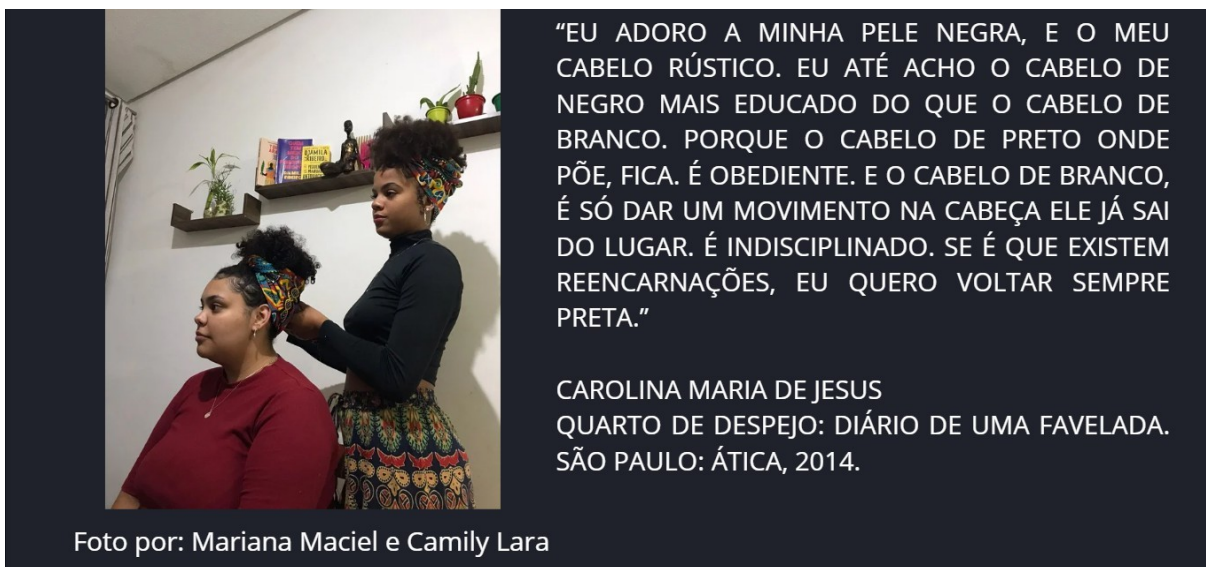 “EU ADORO A MINHA PELE NEGRA, E O MEU
CABELO RÚSTICO. EU ATÉ ACHO O CABELO DE
NEGRO MAIS EDUCADO DO QUE O CABELO DE
BRANCO. PORQUE O CABELO DE PRETO ONDE
PÕE, FICA. É OBEDIENTE. E O CABELO DE BRANCO,
É SÓ DAR UM MOVIMENTO NA CABEÇA ELE JÁ SAI
DO LUGAR. É INDISCIPLINADO. SE É QUE EXISTEM
REENCARNAÇÕES, EU QUERO VOLTAR SEMPRE
PRETA.”
CAROLINA MARIA DE JESUS
QUARTO DE DESPEJO: DIÁRIO DE UMA FAVELADA.
SÃO PAULO: ÁTICA, 2014.
Foto por: Mariana Maciel e Camily Lara